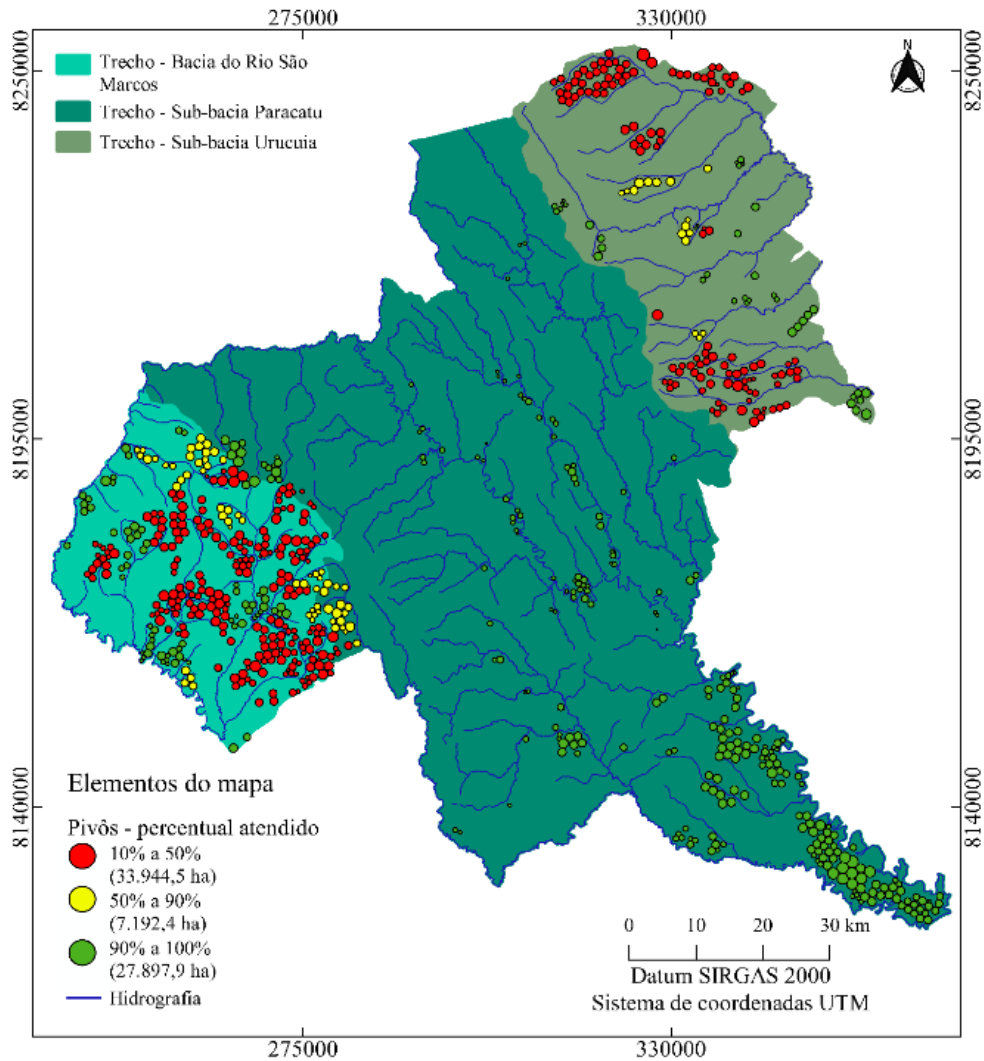 275000
330000
8250000
8250000
N
Trecho - Bacia do Rio São
Marcos
Trecho - Sub-bacia Paracatu
Trecho - Sub-bacia Urucuia
8195000
8195000
8140000
8140000
Elementos do mapa
Pivôs - percentual atendido
10% a 50%
(33.944,5 ha)
50% a 90%
(7.192,4 ha)
90% a 100%
(27.897,9 ha)
Hidrografia
0 10 20 30 km
Datum SIRGAS 2000
Sistema de coordenadas UTM
275000
330000